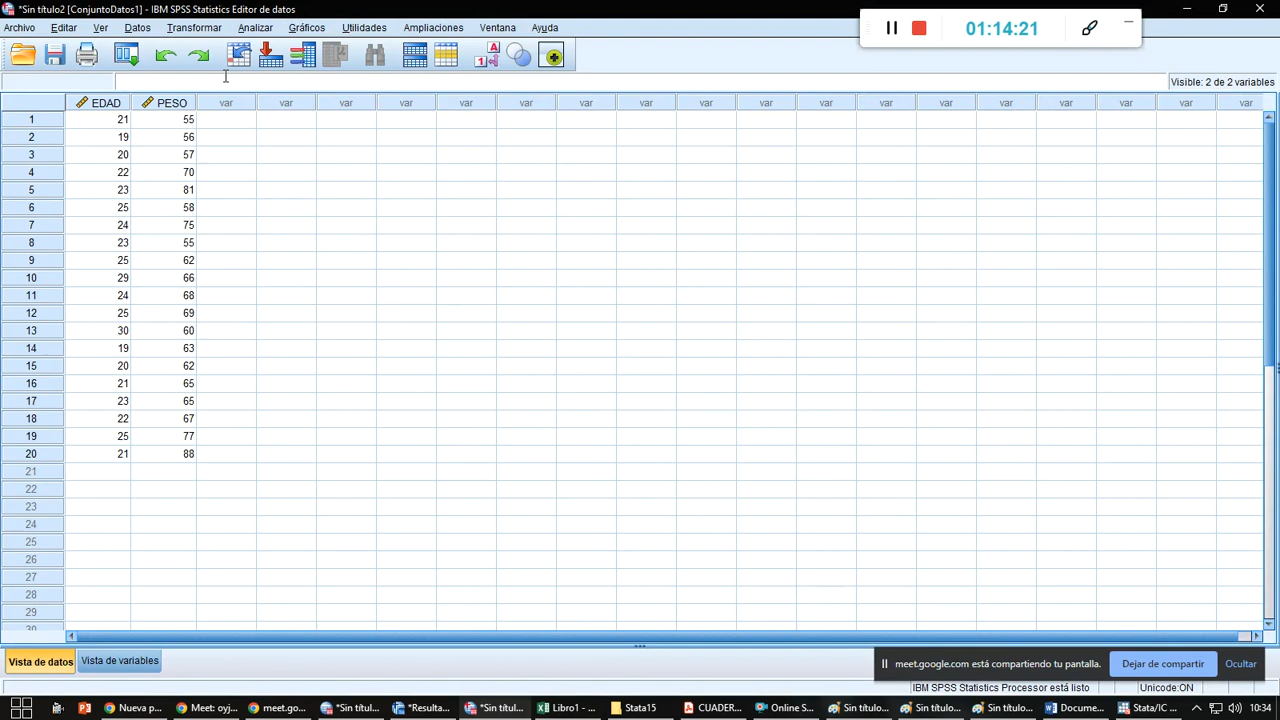 *Sin título2 [ConjuntoDatos1] - IBM SPSS Statistics Editor de datos
01:14:21
Archivo Editar Ver Datos Transformar Analizar Gráficos Utilidades Ampliaciones Ventana Ayuda
Visible: 2 de 2 variables
EDAD PESO var var var var var var var var var var var var var var var var var var
1 21 55
2 19 56
3 20 57
4 22 70
5 23 81
6 25 58
7 24 75
8 23 55
9 25 62
10 29 66
11 24 68
12 25 69
13 30 60
14 19 63
15 20 62
16 21 65
17 23 65
18 22 67
19 25 77
20 21 88
21
22
23
24
25
26
27
28
29
30
Vista de datos Vista de variables
meet.google.com está compartiendo tu pantalla. Dejar de compartir Ocultar
IBM SPSS Statistics Processor está listo Unicode:ON
Nueva p... Meet: oyj... meet.go... *Sin títul... *Resulta... *Sin títul... Libro1 - ... Stata15 CUADER... Online S... *Sin títul... *Sin títul... *Sin títul... Docume... Stata/IC ... 10:34